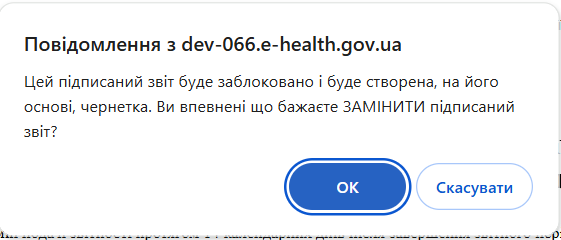 Повідомлення з dev-066.e-health.gov.ua
Цей підписаний звіт буде заблоковано і буде створена, на його
основі, чернетка. Ви впевнені що бажаєте ЗАМІНИТИ підписаний
звіт?
ОК
Скасувати